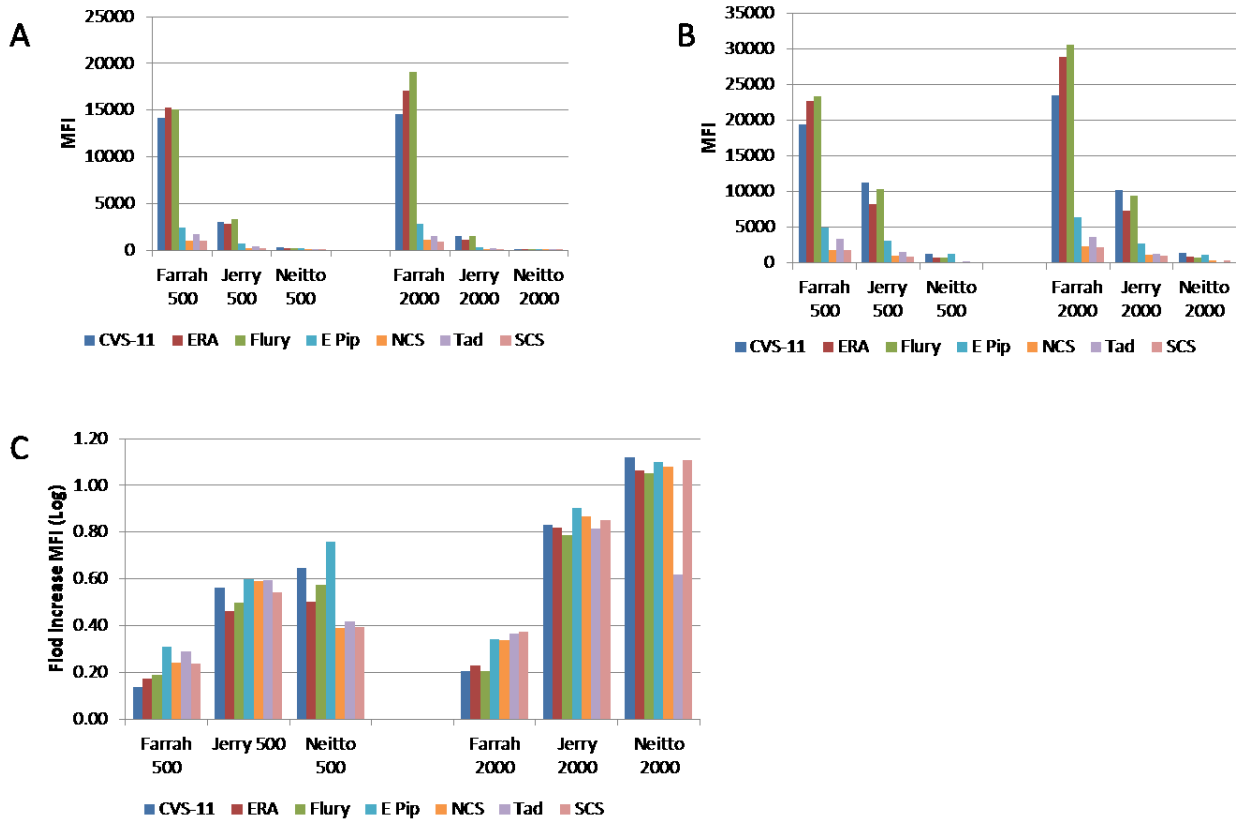 A
25000
20000
15000
10000
5000
0
MFI
Farrah 500
Jerry 500
Neitto 500
Farrah 2000
Jerry 2000
Neitto 2000
CVS-11 ERA Flury E Pip NCS Tad SCS
B
35000
30000
25000
20000
15000
10000
5000
0
MFI
Farrah 500
Jerry 500
Neitto 500
Farrah 2000
Jerry 2000
Neitto 2000
CVS-11 ERA Flury E Pip NCS Tad SCS
C
1.20
1.00
0.80
0.60
0.40
0.20
0.00
Flod Increase MFI (Log)
Farrah 500
Jerry 500
Neitto 500
Farrah 2000
Jerry 2000
Neitto 2000
CVS-11 ERA Flury E Pip NCS Tad SCS